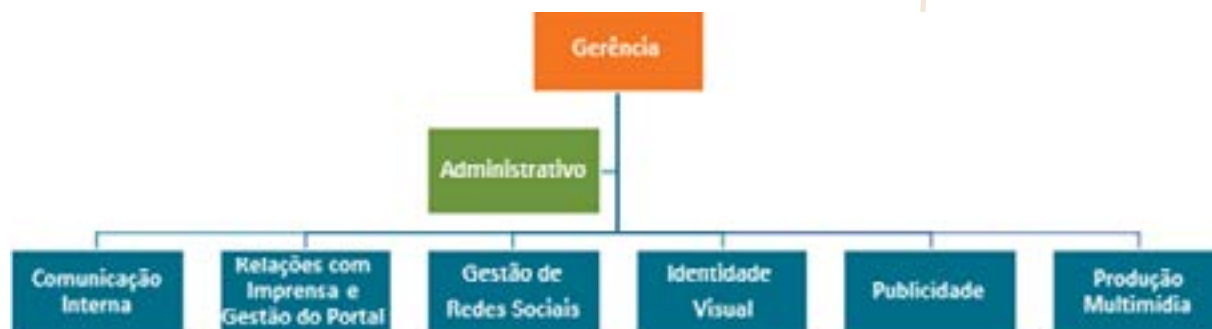 Gerência
Administrativo
Comunicação
Interna
Relações com
Imprensa e
Gestão do Portal
Gestão de
Redes Sociais
Identidade
Visual
Publicidade
Produção
Multimídia